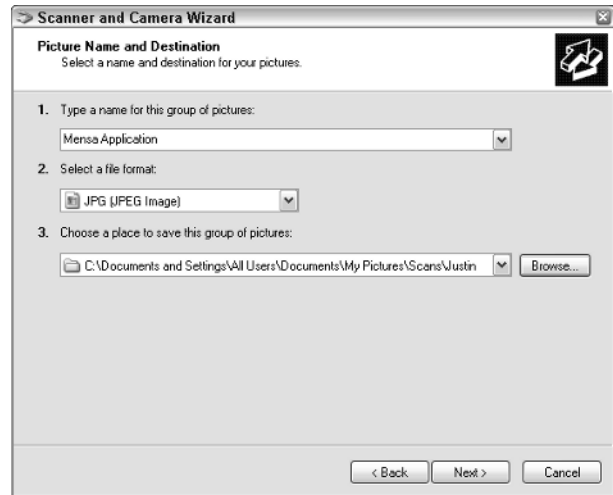 Scanner and Camera Wizard
Picture Name and Destination
Select a name and destination for your pictures.
1. Type a name for this group of pictures:
Mensa Application
2. Select a file format:
JPG (JPEG Image)
3. Choose a place to save this group of pictures:
C:\Documents and Settings\All Users\Documents\My Pictures\Scans\Justin
Browse...
< Back Next > Cancel